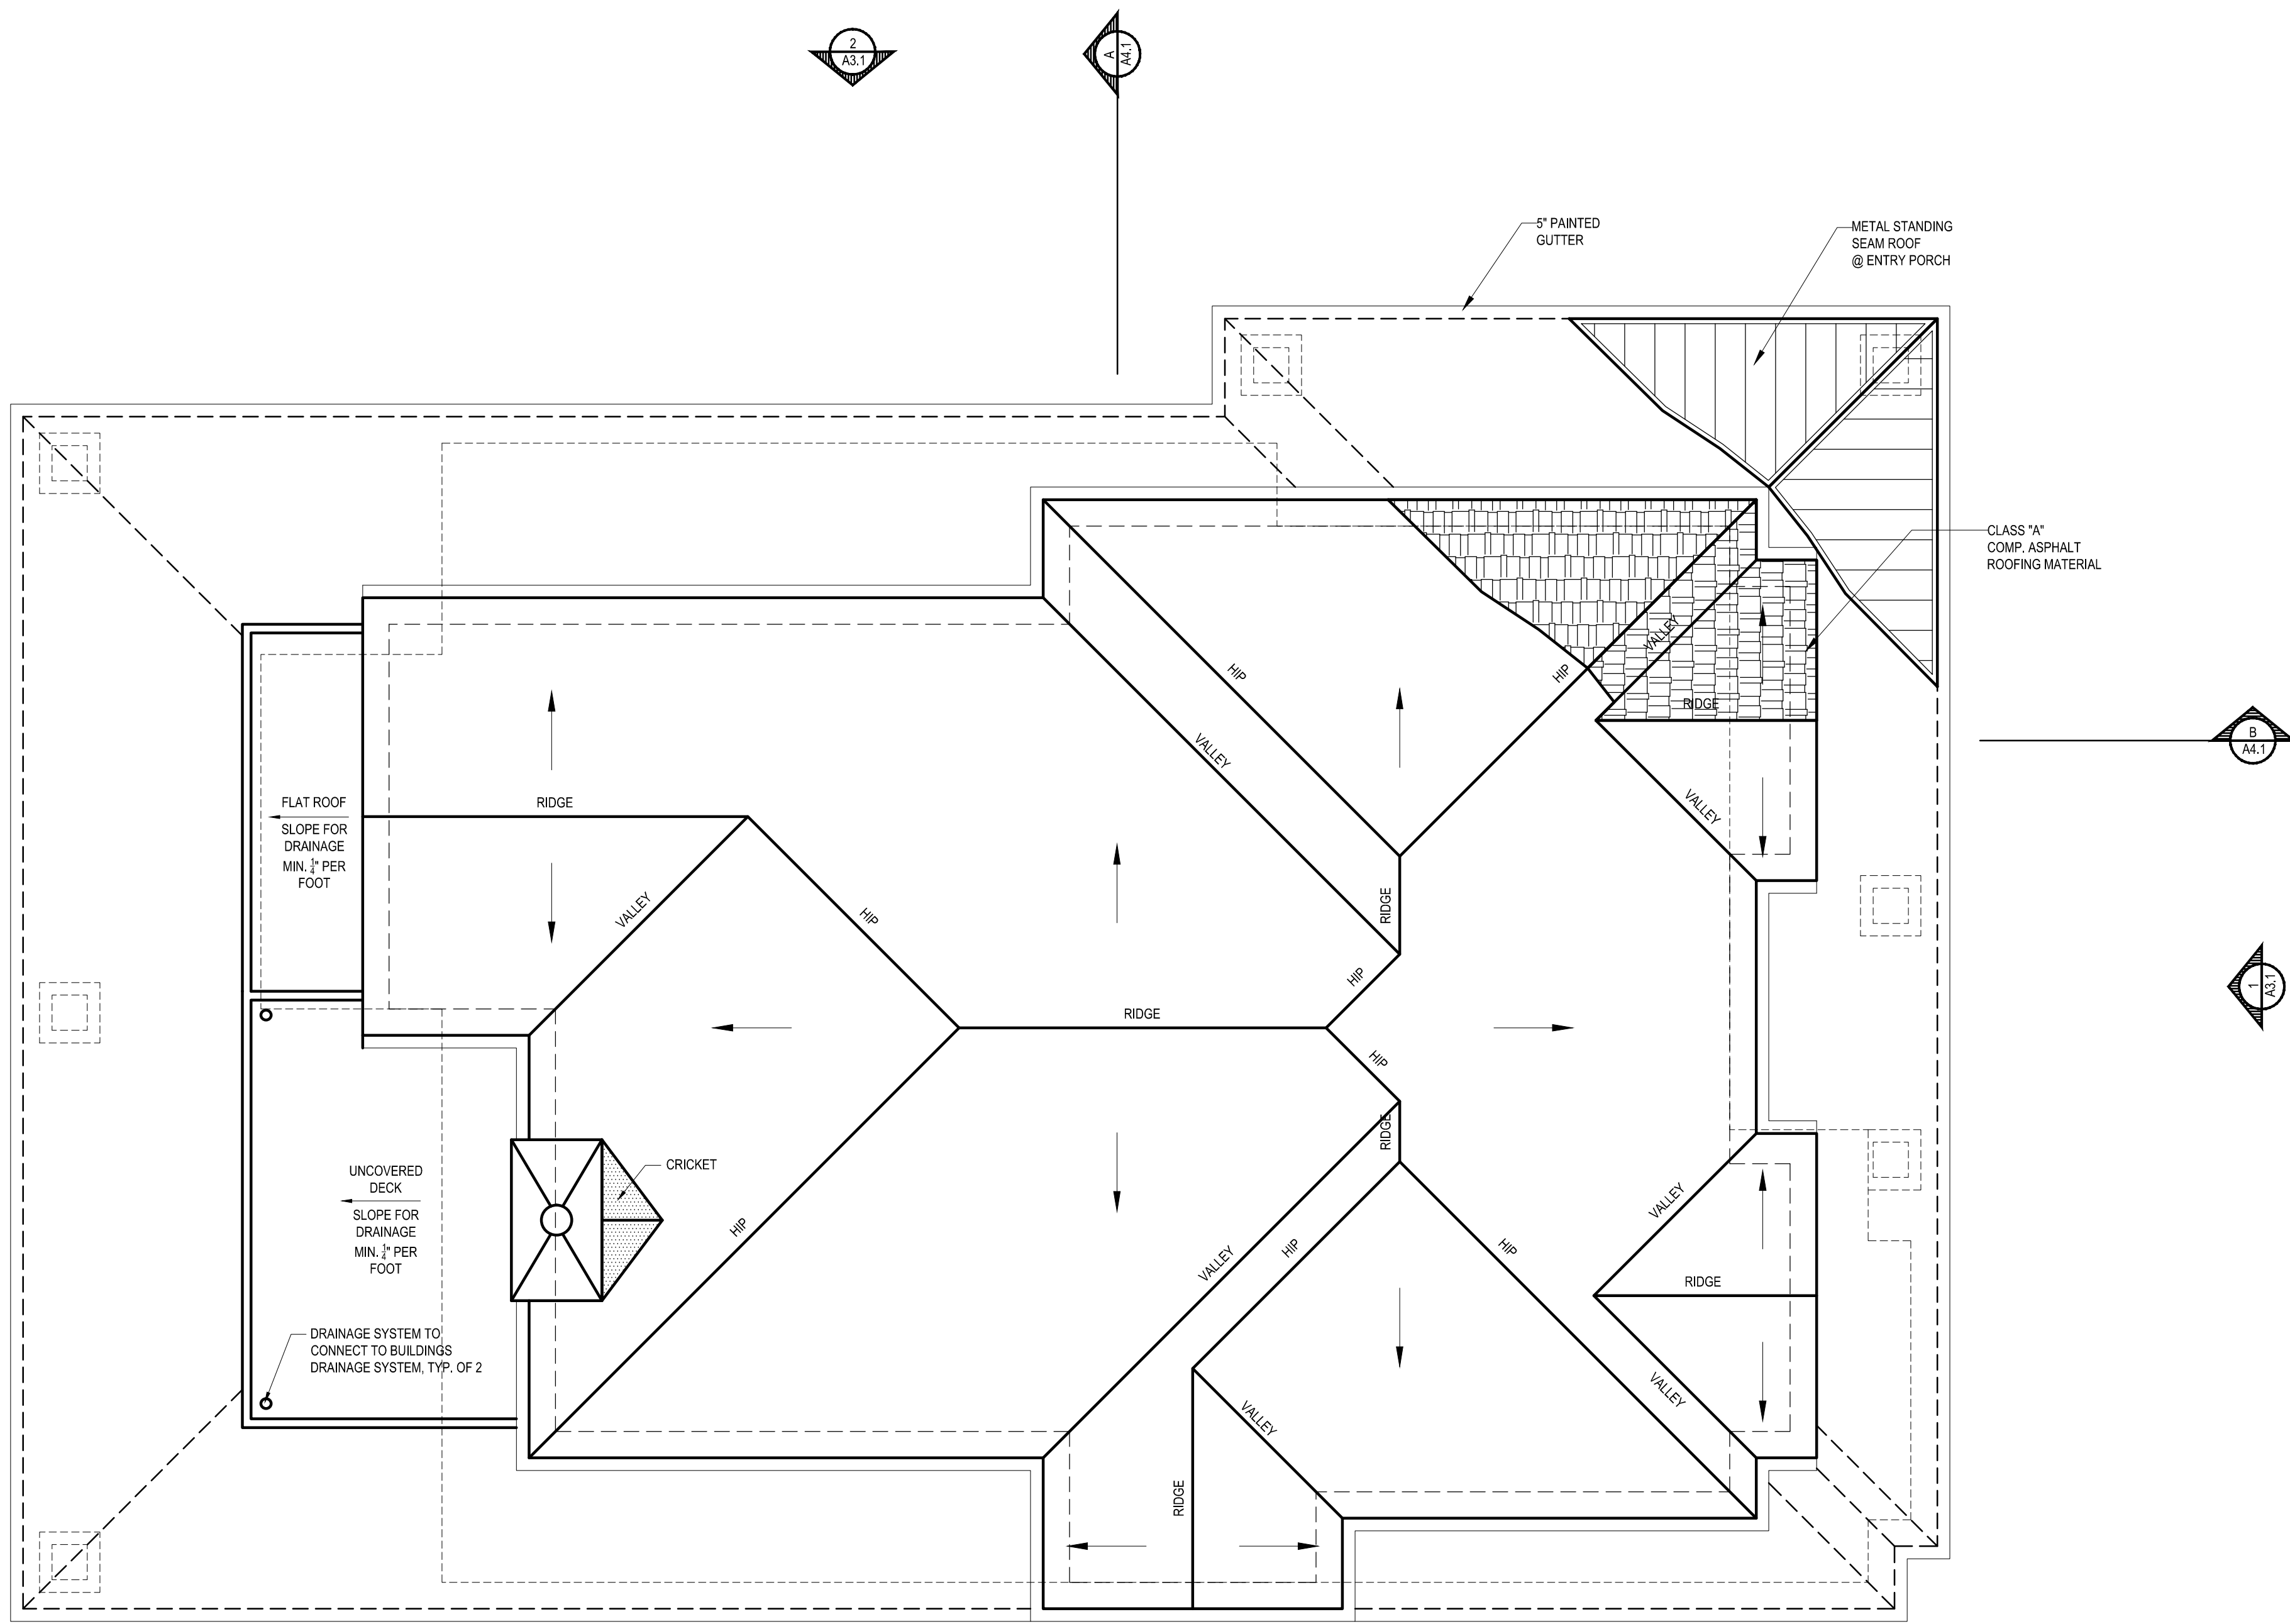 2
A3.1
A
A4.1
5" PAINTED
GUTTER
METAL STANDING
SEAM ROOF
@ ENTRY PORCH
CLASS "A"
COMP. ASPHALT
ROOFING MATERIAL
HIP
HIP
VALLEY
RIDGE
VALLEY
B
A4.1
FLAT ROOF
SLOPE FOR
DRAINAGE
MIN. 1/4" PER
FOOT
RIDGE
VALLEY
VALLEY
HIP
RIDGE
HIP
RIDGE
HIP
1
A3.1
RIDGE
UNCOVERED
DECK
SLOPE FOR
DRAINAGE
MIN. 1/4" PER
FOOT
CRICKET
HIP
VALLEY
HIP
HIP
VALLEY
RIDGE
DRAINAGE SYSTEM TO
CONNECT TO BUILDINGS
DRAINAGE SYSTEM, TYP. OF 2
VALLEY
VALLEY
RIDGE